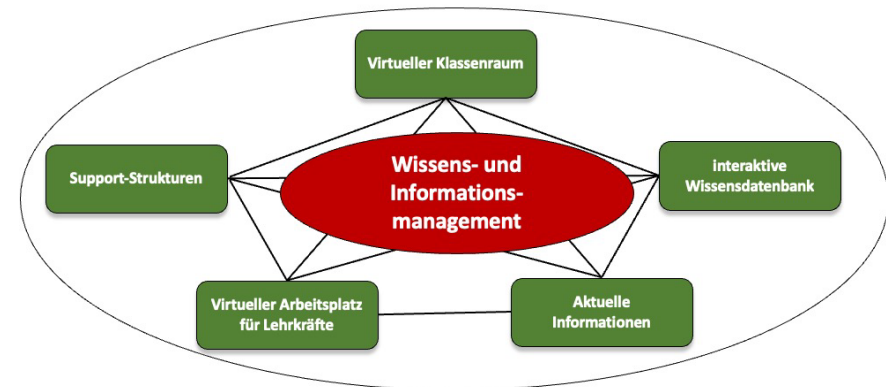 Virtueller Klassenraum
Support-Strukturen
Wissens- und
Informations-
management
interaktive
Wissensdatenbank
Virtueller Arbeitsplatz
für Lehrkräfte
Aktuelle
Informationen